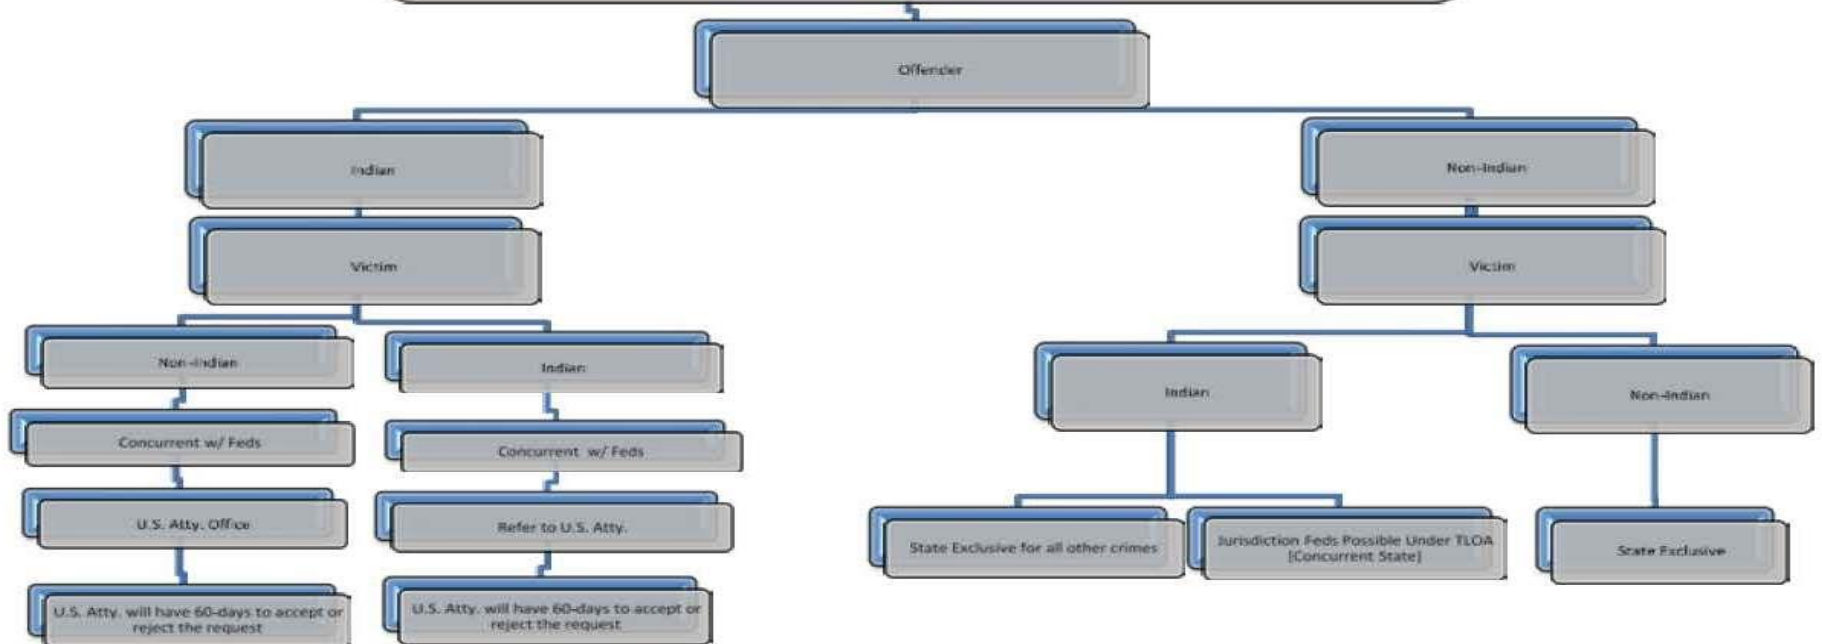 Offender
Indian
Non-Indian
Victim
Victim
Non-Indian
Indian
Indian
Non-Indian
Concurrent w/ Feds
Concurrent w/ Feds
U.S. Atty. Office
Refer to U.S. Atty.
State Exclusive for all other crimes
Jurisdiction Feds Possible Under TLOA
[Concurrent State]
State Exclusive
U.S. Atty. will have 60-days to accept or
reject the request
U.S. Atty. will have 60-days to accept or
reject the request